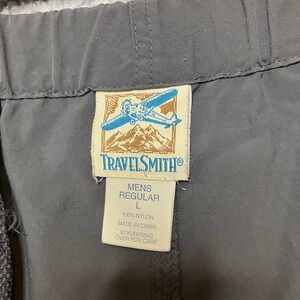 TRAVELSMITH®
MENS
REGULAR
L
100% NYLON
MADE IN CHINA
OVER FOR CARE